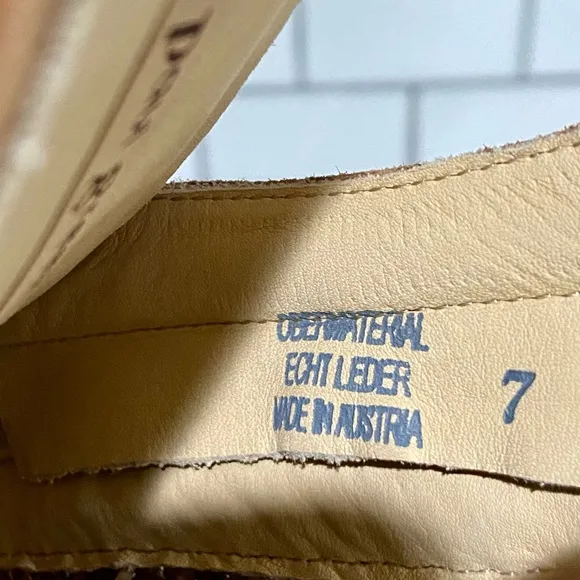 OBERMATERIAL
ECHT LEDER
MADE IN AUSTRIA
7